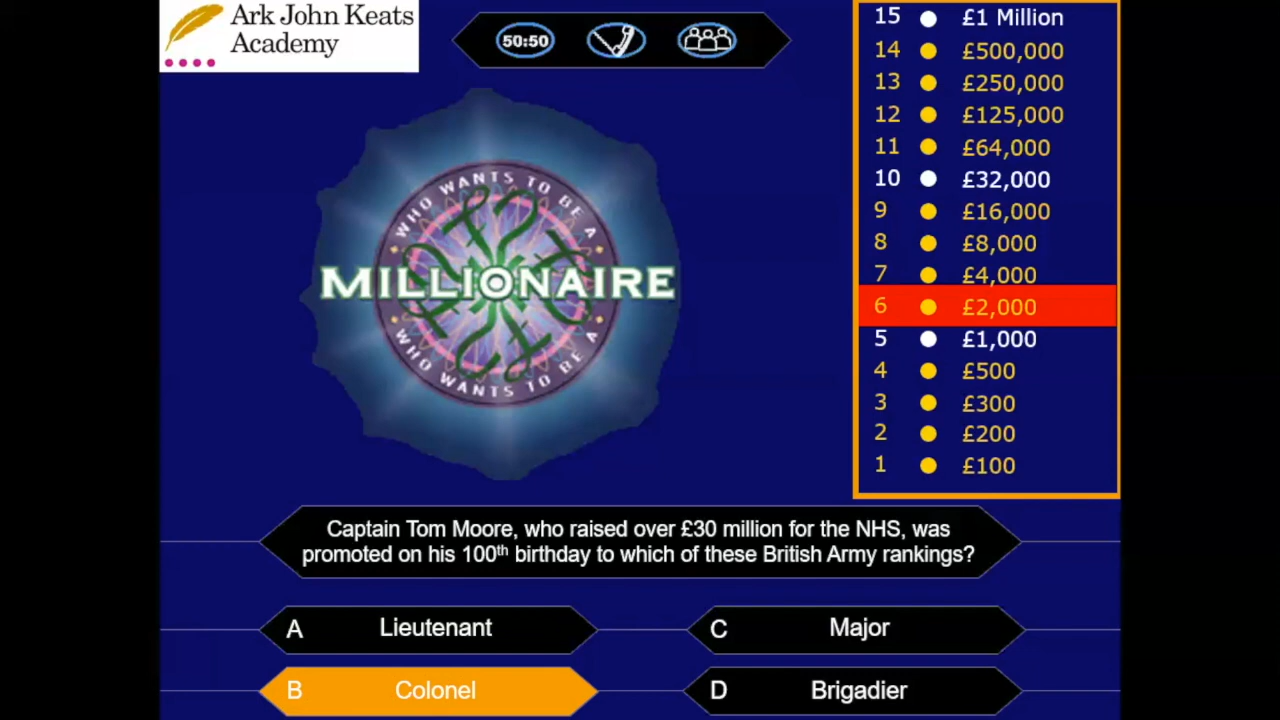 Ark John Keats
Academy
50:50
15 £1 Million
14 £500,000
13 £250,000
12 £125,000
11 £64,000
10 £32,000
9 £16,000
8 £8,000
7 £4,000
6 £2,000
5 £1,000
4 £500
3 £300
2 £200
1 £100
WHO WANTS TO BE A
MILLIONAIRE
WHO WANTS TO BE A
Captain Tom Moore, who raised over £30 million for the NHS, was
promoted on his 100th birthday to which of these British Army rankings?
A Lieutenant
C Major
B Colonel
D Brigadier